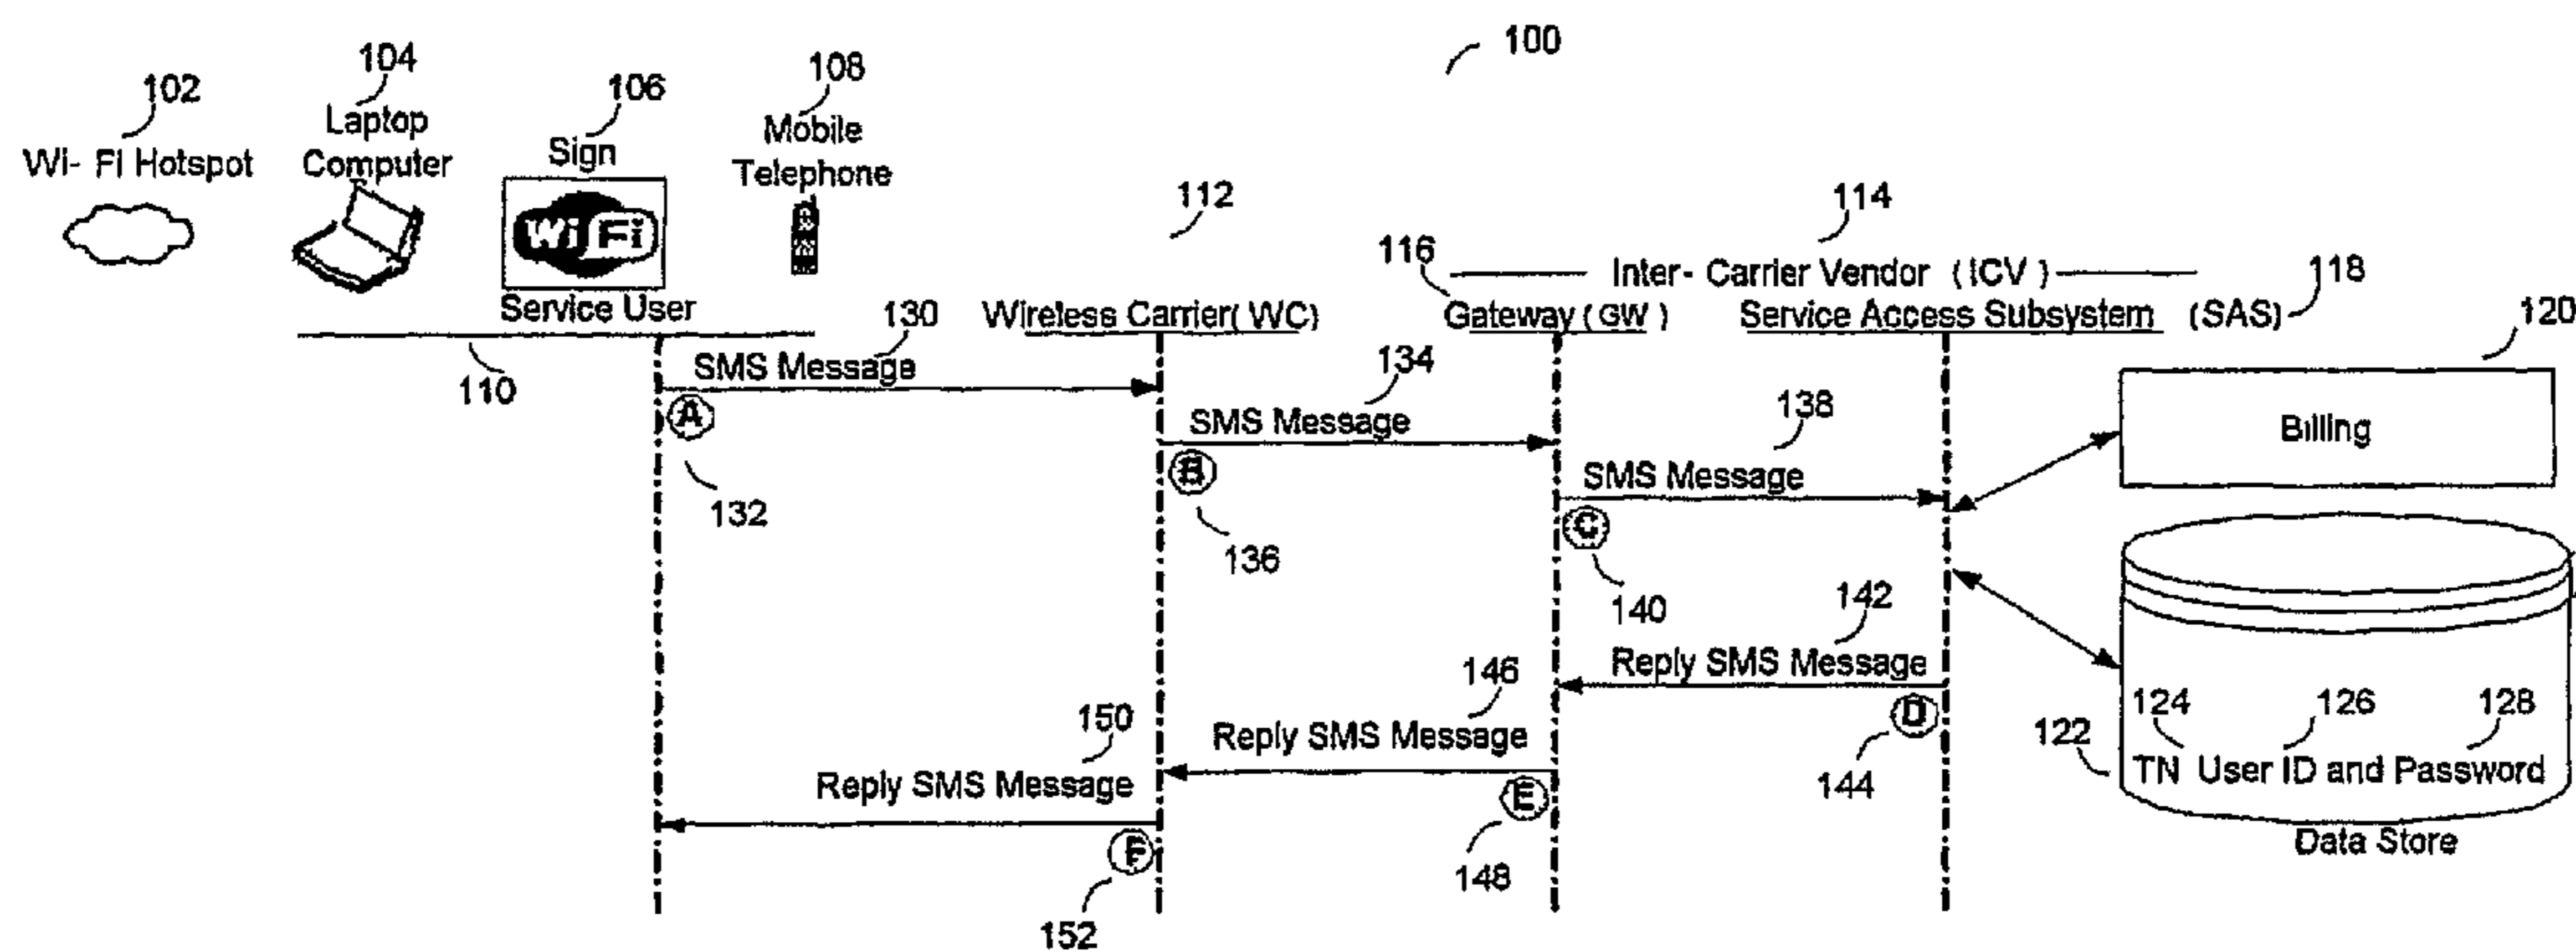 100
102
104
106
108
Wi- Fi Hotspot
Laptop
Computer
Sign
Mobile
Telephone
Wi Fi
Service User
110
112
Wireless Carrier( WC)
114
Inter- Carrier Vendor ( ICV )
116
Gateway ( GW )
Service Access Subsystem (SAS)
118
120
SMS Message
130
A
132
SMS Message
134
B
136
SMS Message
138
C
140
Billing
Reply SMS Message
142
D
144
Reply SMS Message
146
E
148
Reply SMS Message
150
F
152
122
124
126
128
TN User ID and Password
Data Store